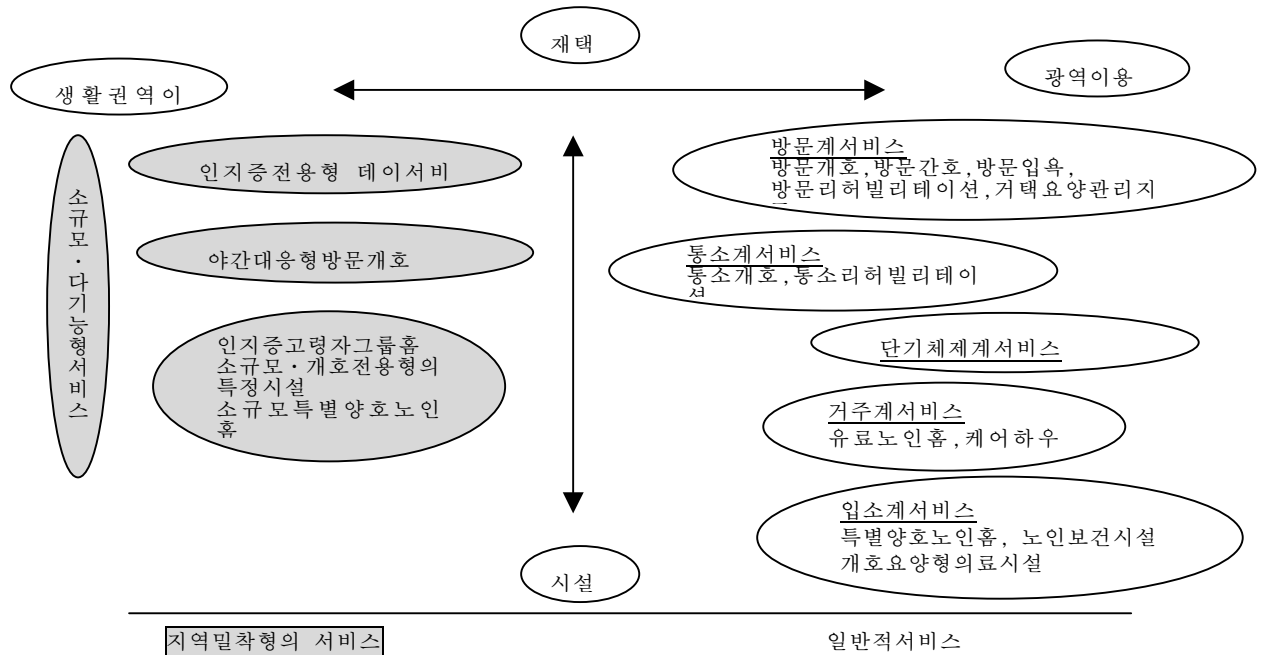 재택
생활권역이
광역이용
소규모·다기능형서비스
인지증전용형 데이서비
야간대응형방문개호
인지증고령자그룹홈
소규모·개호전용형의
특정시설
소규모특별양호노인
홈
방문계서비스
방문개호,방문간호,방문입욕,
방문리허빌리테이션,거택요양관리지
통소계서비스
통소개호,통소리허빌리테이
션
단기체제계서비스
거주계서비스
유료노인홈,케어하우
입소계서비스
특별양호노인홈, 노인보건시설
개호요양형의료시설
시설
지역밀착형의 서비스
일반적서비스